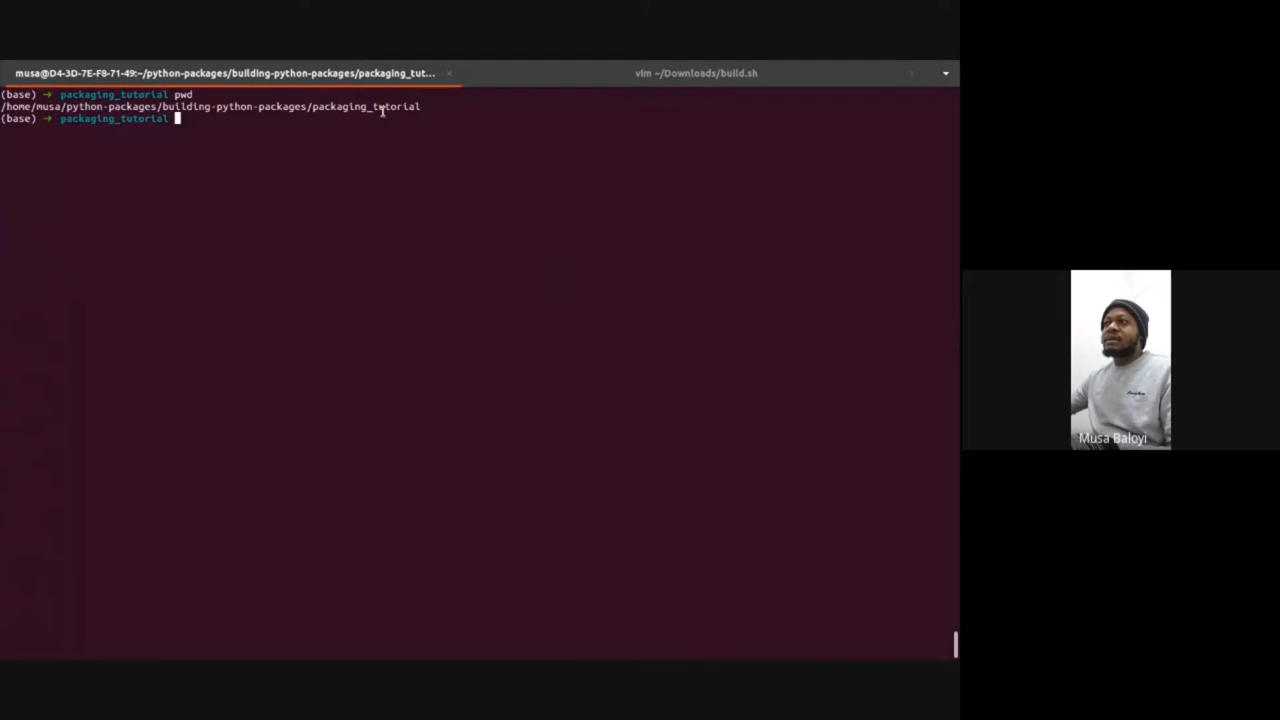 musa@D4-3D-7E-F8-71-49:~/python-packages/building-python-packages/packaging_tut...
vim ~/Downloads/build.sh
(base) → packaging_tutorial pwd
/home/musa/python-packages/building-python-packages/packaging_tutorial
(base) → packaging_tutorial
Musa Baloyi